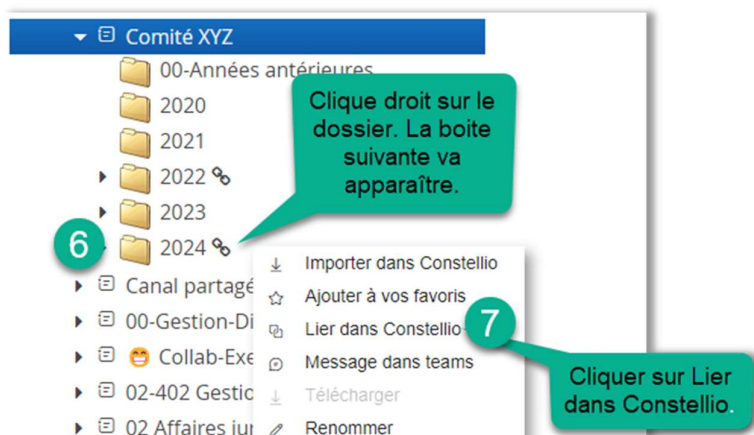 Comité XYZ
00-Années antérieures
2020
Clique droit sur le
dossier. La boite
suivante va
apparaître.
2021
2022
2023
6
2024
Importer dans Constellio
Canal partagé
Ajouter à vos favoris
00-Gestion-Di
Lier dans Constellio
7
Collab-Exe
Message dans teams
Cliquer sur Lier
dans Constellio.
02-402 Gestio
Télécharger
02 Affaires jur
Renommer